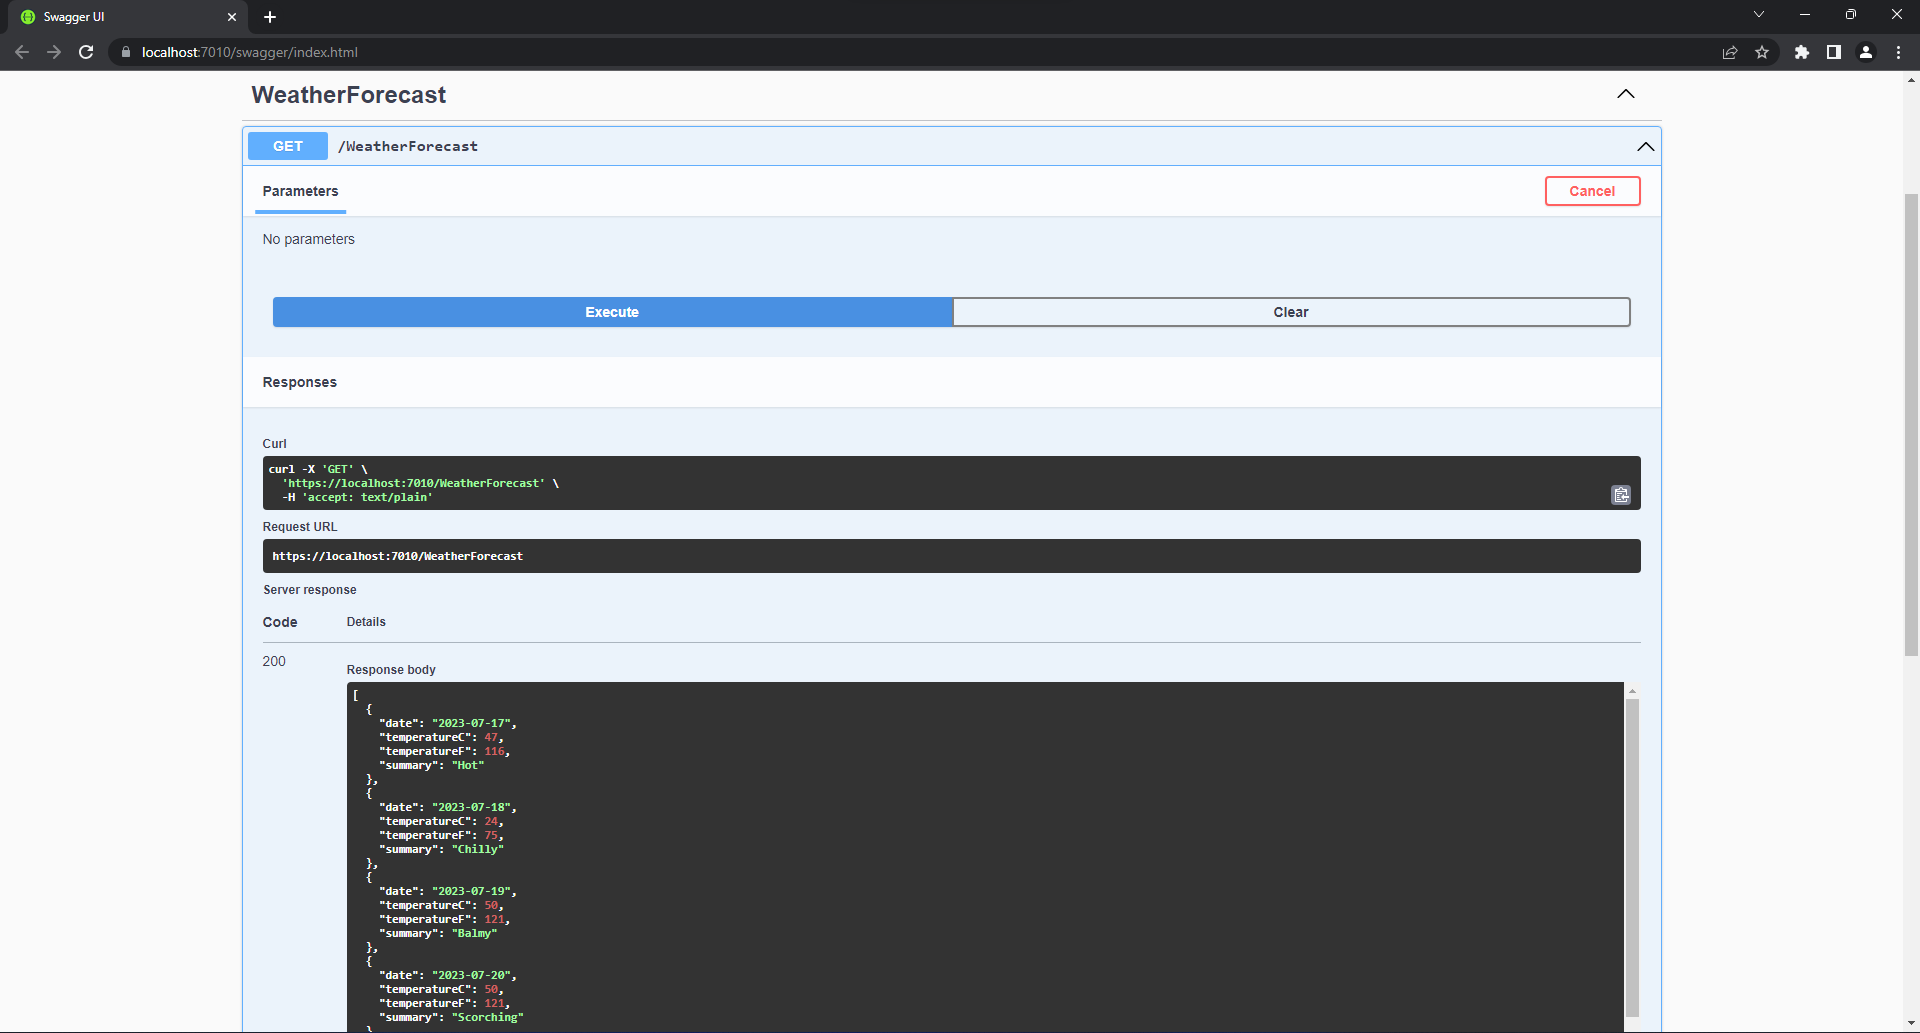 Swagger UI
localhost:7010/swagger/index.html
WeatherForecast
GET /WeatherForecast
Parameters
Cancel
No parameters
Execute
Clear
Responses
Curl
curl -X 'GET' \
  'https://localhost:7010/WeatherForecast' \
  -H 'accept: text/plain'
Request URL
https://localhost:7010/WeatherForecast
Server response
Code Details
200
Response body
[
  {
    "date": "2023-07-17",
    "temperatureC": 47,
    "temperatureF": 116,
    "summary": "Hot"
  },
  {
    "date": "2023-07-18",
    "temperatureC": 24,
    "temperatureF": 75,
    "summary": "Chilly"
  },
  {
    "date": "2023-07-19",
    "temperatureC": 50,
    "temperatureF": 121,
    "summary": "Balmy"
  },
  {
    "date": "2023-07-20",
    "temperatureC": 50,
    "temperatureF": 121,
    "summary": "Scorching"
  }